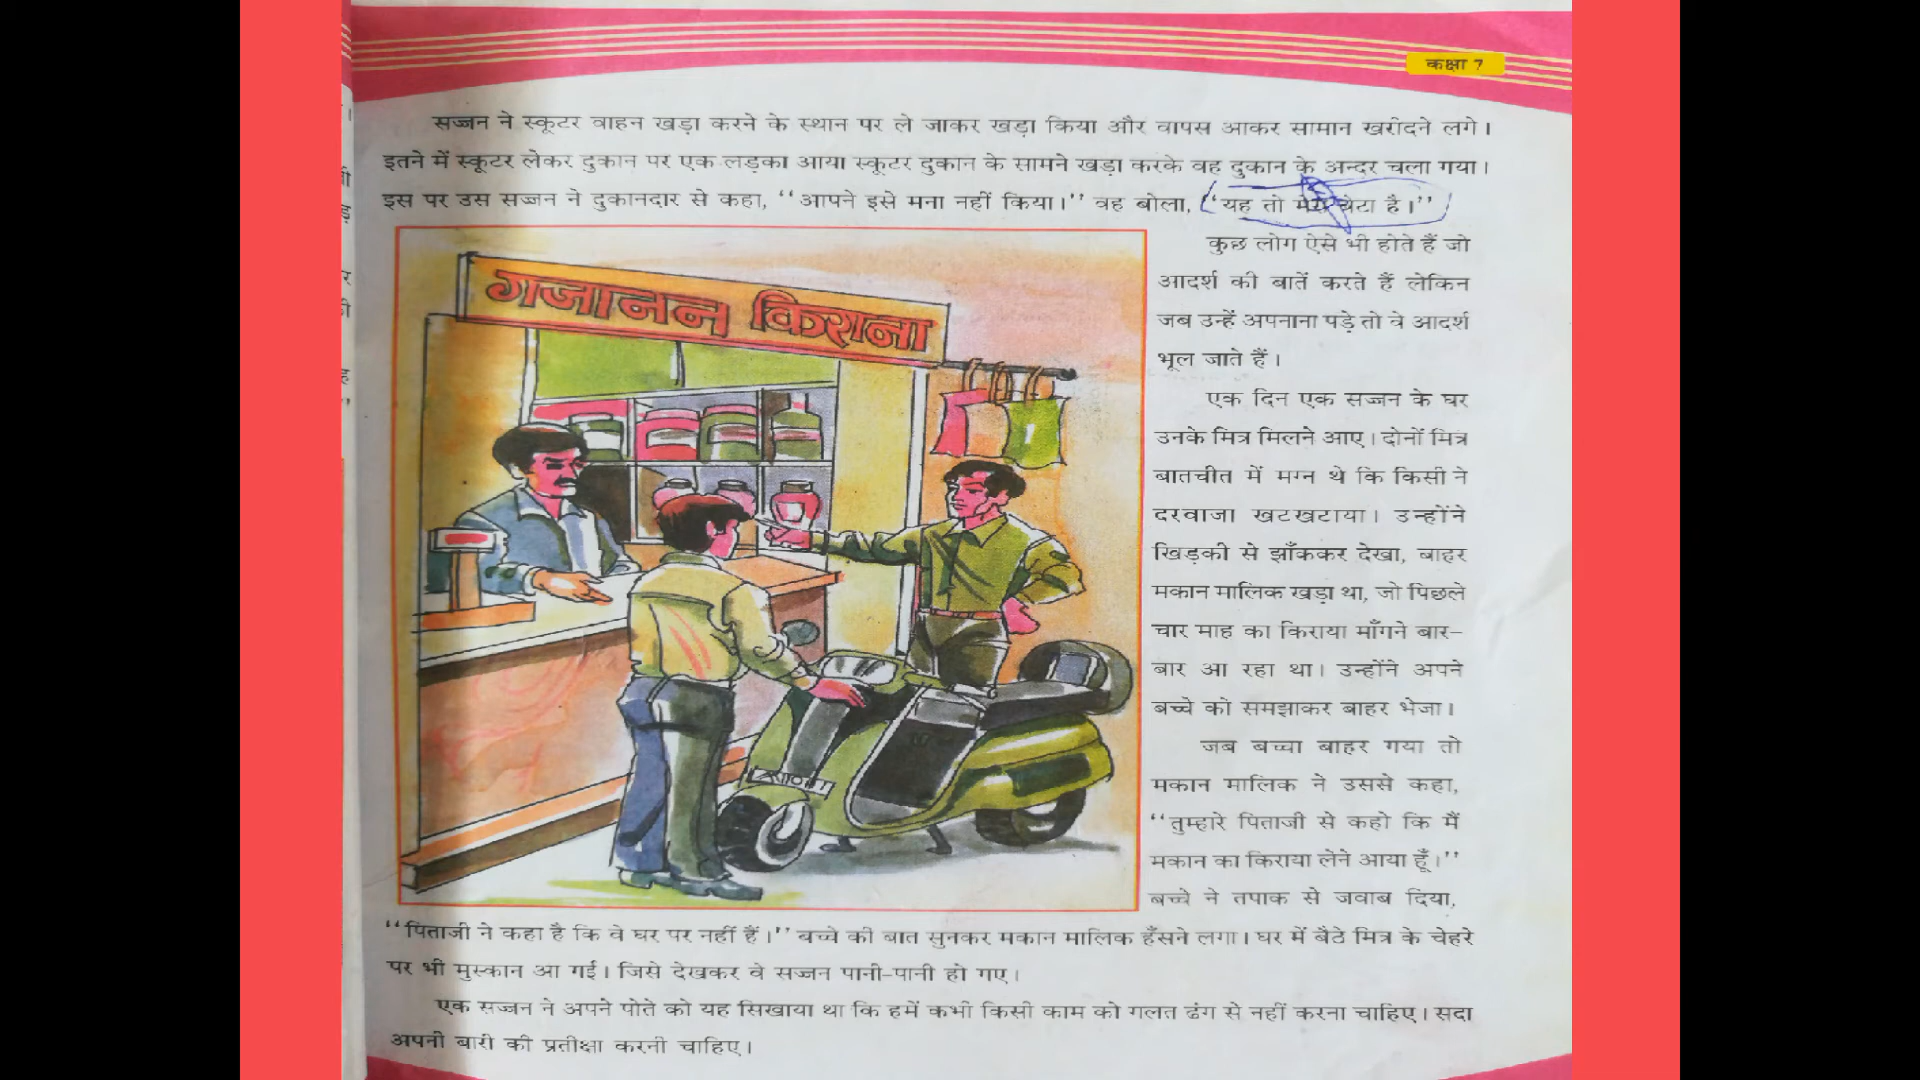 कक्षा 7
सज्जन ने स्कूटर वाहन खड़ा करने के स्थान पर ले जाकर खड़ा किया और वापस आकर सामान खरीदने लगे।
इतने में स्कूटर लेकर दुकान पर एक लड़का आया स्कूटर दुकान के सामने खड़ा करके वह दुकान के अन्दर चला गया।
इस पर उस सज्जन ने दुकानदार से कहा, ‘‘आपने इसे मना नहीं किया।’’ वह बोला, ‘‘यह तो मेरा बेटा है।’’
गजानन किराना
कुछ लोग ऐसे भी होते हैं जो
आदर्श की बातें करते हैं लेकिन
जब उन्हें अपनाना पड़े तो वे आदर्श
भूल जाते हैं।
एक दिन एक सज्जन के घर
उनके मित्र मिलने आए। दोनों मित्र
बातचीत में मग्न थे कि किसी ने
दरवाजा खटखटाया। उन्होंने
खिड़की से झाँककर देखा, बाहर
मकान मालिक खड़ा था, जो पिछले
चार माह का किराया माँगने बार-
बार आ रहा था। उन्होंने अपने
बच्चे को समझाकर बाहर भेजा।
जब बच्चा बाहर गया तो
मकान मालिक ने उससे कहा,
‘‘तुम्हारे पिताजी से कहो कि मैं
मकान का किराया लेने आया हूँ।’’
बच्चे ने तपाक से जवाब दिया,
‘‘पिताजी ने कहा है कि वे घर पर नहीं हैं।’’ बच्चे की बात सुनकर मकान मालिक हँसने लगा। घर में बैठे मित्र के चेहरे
पर भी मुस्कान आ गई। जिसे देखकर वे सज्जन पानी-पानी हो गए।
एक सज्जन ने अपने पोते को यह सिखाया था कि हमें कभी किसी काम को गलत ढंग से नहीं करना चाहिए। सदा
अपनी बारी की प्रतीक्षा करनी चाहिए।